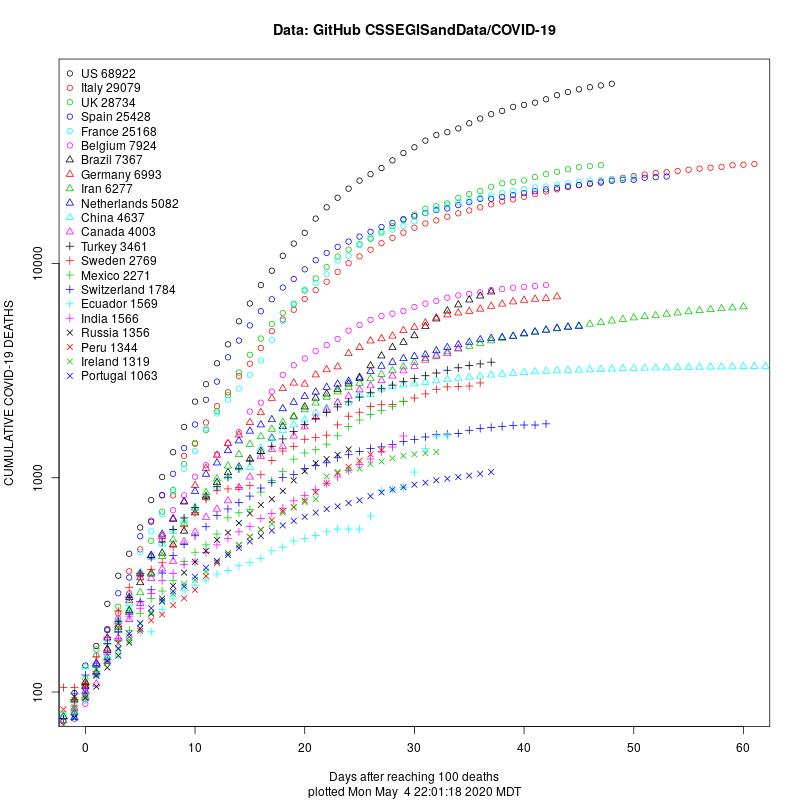 Data: GitHub CSSEGISandData/COVID-19
US 68922
Italy 29079
UK 28734
Spain 25428
France 25168
Belgium 7924
Brazil 7367
Germany 6993
Iran 6277
Netherlands 5082
China 4637
Canada 4003
Turkey 3461
Sweden 2769
Mexico 2271
Switzerland 1784
Ecuador 1569
India 1566
Russia 1356
Peru 1344
Ireland 1319
Portugal 1063
CUMULATIVE COVID-19 DEATHS
10000
1000
100
0 10 20 30 40 50 60
Days after reaching 100 deaths
plotted Mon May 4 22:01:18 2020 MDT